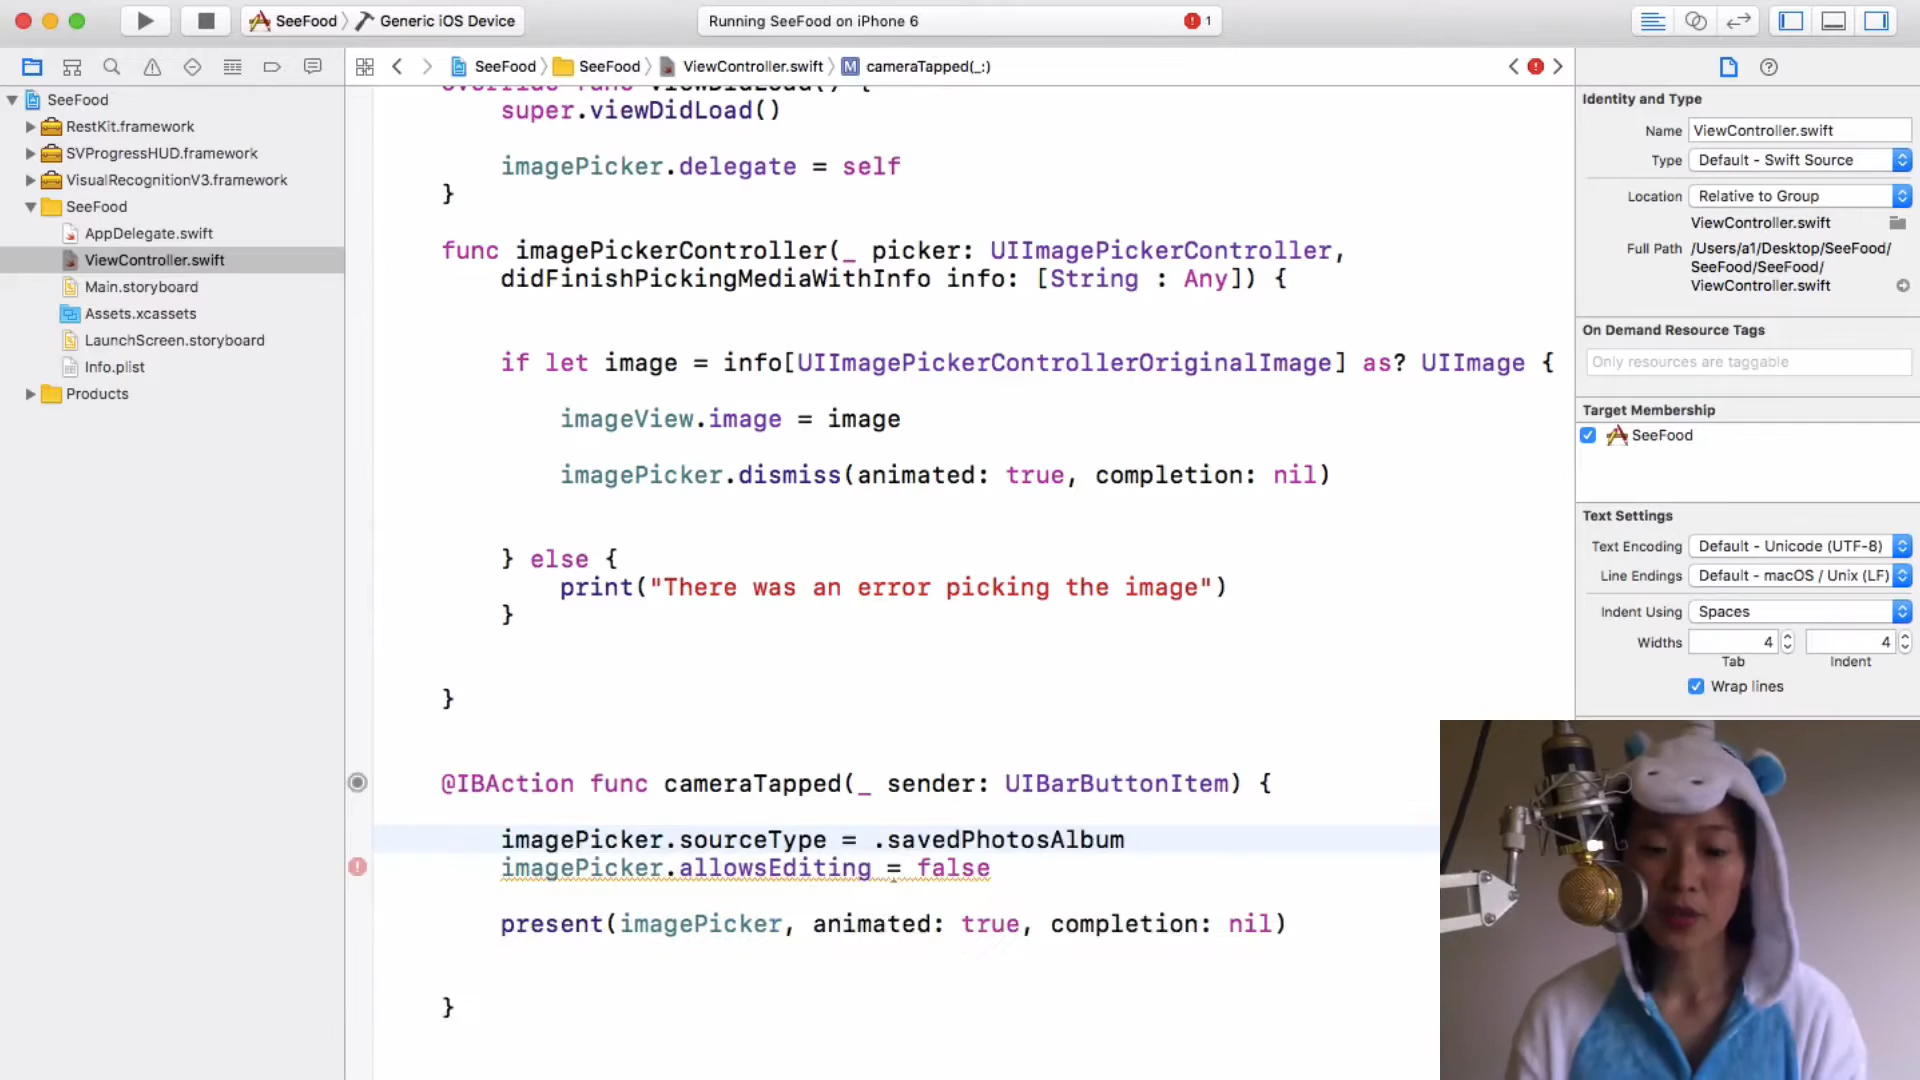 SeeFood
Generic iOS Device
Running SeeFood on iPhone 6
1
SeeFood
SeeFood
ViewController.swift
M
cameraTapped(_:)
SeeFood
RestKit.framework
SVProgressHUD.framework
VisualRecognitionV3.framework
SeeFood
AppDelegate.swift
ViewController.swift
Main.storyboard
Assets.xcassets
LaunchScreen.storyboard
Info.plist
Products
override func viewDidLoad() {
super.viewDidLoad()
imagePicker.delegate = self
}
func imagePickerController(_ picker: UIImagePickerController,
didFinishPickingMediaWithInfo info: [String : Any]) {
if let image = info[UIImagePickerControllerOriginalImage] as? UIImage {
imageView.image = image
imagePicker.dismiss(animated: true, completion: nil)
} else {
print("There was an error picking the image")
}
}
@IBAction func cameraTapped(_ sender: UIBarButtonItem) {
imagePicker.sourceType = .savedPhotosAlbum
imagePicker.allowsEditing = false
present(imagePicker, animated: true, completion: nil)
}
Identity and Type
Name ViewController.swift
Type Default - Swift Source
Location Relative to Group
ViewController.swift
Full Path /Users/a1/Desktop/SeeFood/
SeeFood/SeeFood/
ViewController.swift
On Demand Resource Tags
Only resources are taggable
Target Membership
SeeFood
Text Settings
Text Encoding Default - Unicode (UTF-8)
Line Endings Default - macOS / Unix (LF)
Indent Using Spaces
Widths 4 4
Tab Indent
Wrap lines